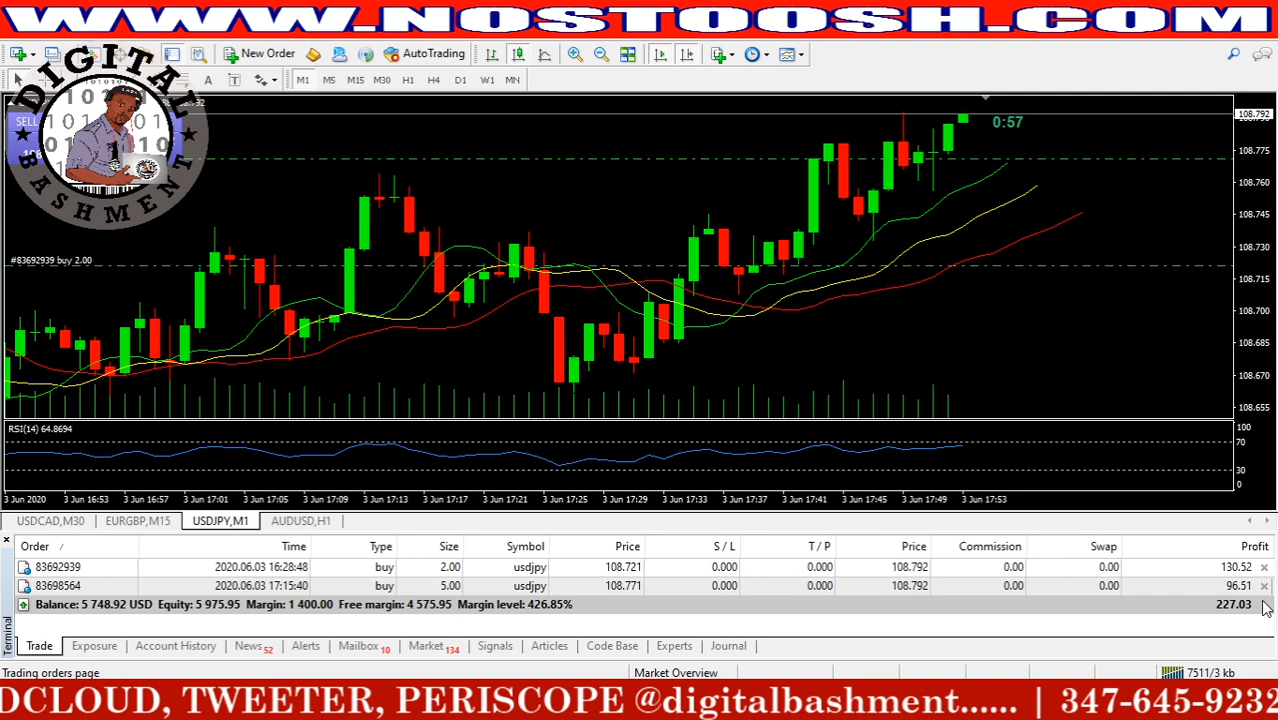 WWW.NOSTOOSH.COM
New Order
AutoTrading
A T M1 M5 M15 M30 H1 H4 D1 W1 MN
DIGITAL
BASHMENT
SELL
108.792
0:57
108.775
108.760
108.745
#83692939 buy 2.00
108.730
108.715
108.700
108.685
108.670
108.655
RSI(14) 64.8694
100
70
30
0
3 Jun 2020 3 Jun 16:53 3 Jun 16:57 3 Jun 17:01 3 Jun 17:05 3 Jun 17:09 3 Jun 17:13 3 Jun 17:17 3 Jun 17:21 3 Jun 17:25 3 Jun 17:29 3 Jun 17:33 3 Jun 17:37 3 Jun 17:41 3 Jun 17:45 3 Jun 17:49 3 Jun 17:53
USDCAD,M30 EURGBP,M15 USDJPY,M1 AUDUSD,H1
Order / Time Type Size Symbol Price S / L T / P Price Commission Swap Profit
83692939 2020.06.03 16:28:48 buy 2.00 usdjpy 108.721 0.000 0.000 108.792 0.00 0.00 130.52
83698564 2020.06.03 17:15:40 buy 5.00 usdjpy 108.771 0.000 0.000 108.792 0.00 0.00 96.51
Balance: 5 748.92 USD Equity: 5 975.95 Margin: 1 400.00 Free margin: 4 575.95 Margin level: 426.85% 227.03
Terminal
Trade Exposure Account History News 52 Alerts Mailbox 10 Market 134 Signals Articles Code Base Experts Journal
Trading orders page Market Overview 7511/3 kb
DCLOUD, TWEETER, PERISCOPE @digitalbashment...... | 347-645-9232